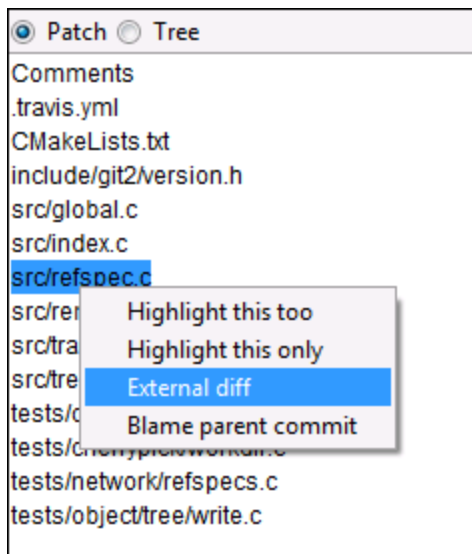 Patch Tree
Comments
.travis.yml
CMakeLists.txt
include/git2/version.h
src/global.c
src/index.c
src/refspec.c
Highlight this too
Highlight this only
External diff
Blame parent commit
tests/network/refspecs.c
tests/object/tree/write.c